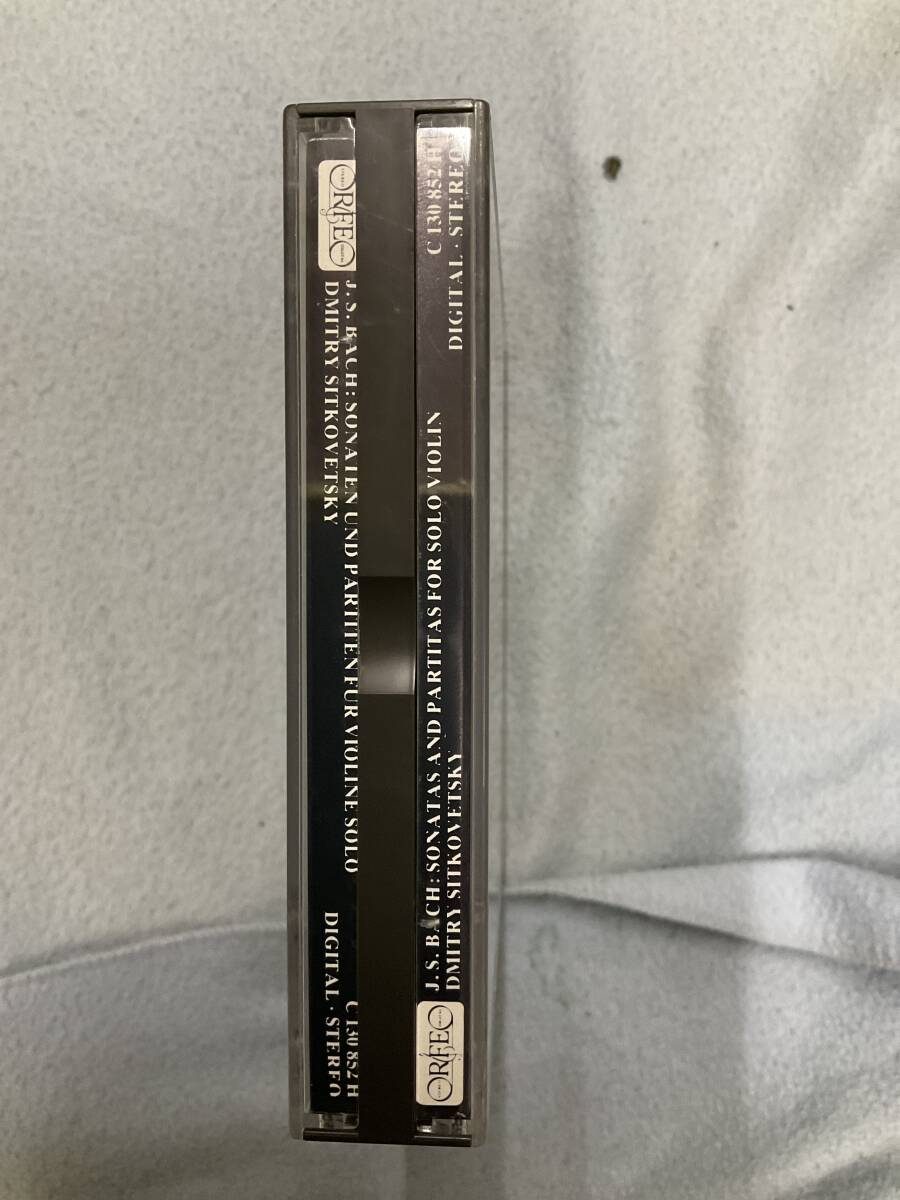 ORFEO
J. S. BACH: SONATEN UND PARTITEN FÜR VIOLINE SOLO
DMITRY SITKOVETSKY
C 130 852 H
DIGITAL · STEREO
ORFEO
J. S. BACH: SONATAS AND PARTITAS FOR SOLO VIOLIN
DMITRY SITKOVETSKY
C 130 852 H
DIGITAL · STEREO